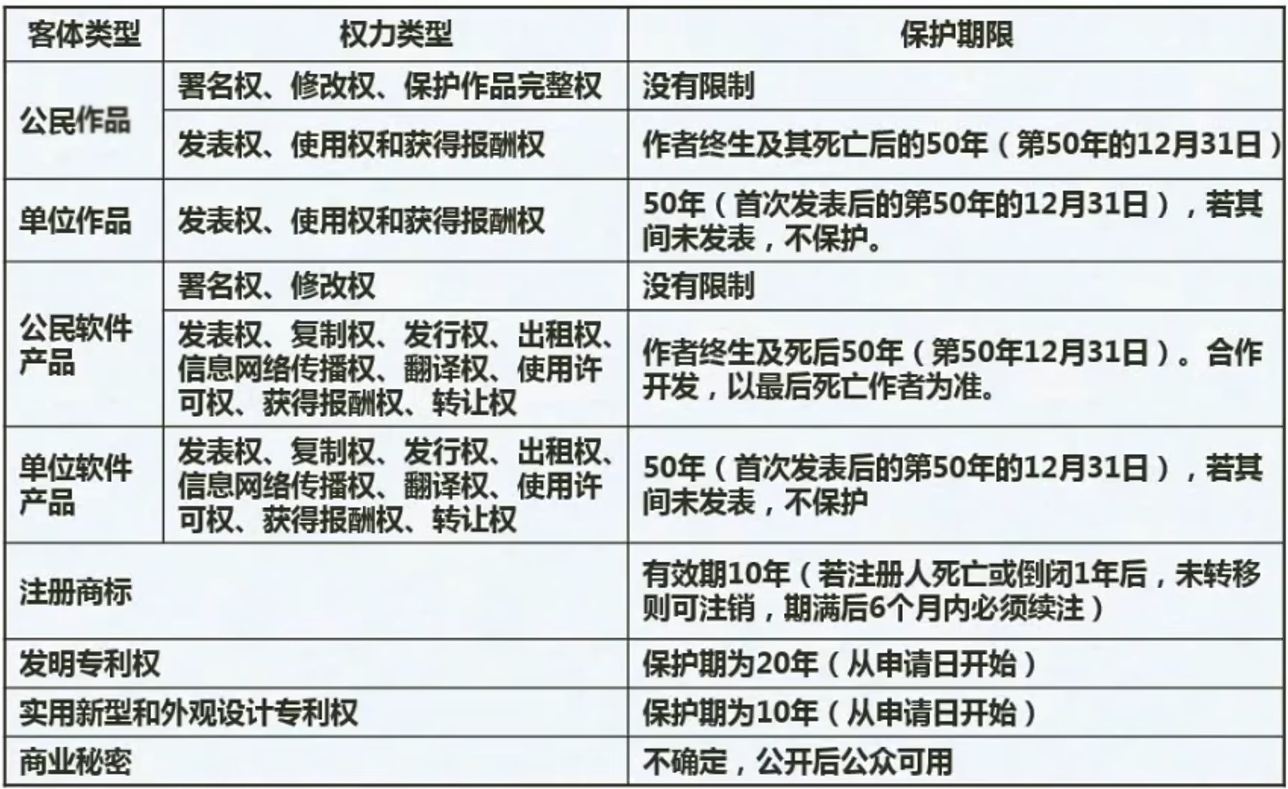 客体类型 权力类型 保护期限
公民作品
署名权、修改权、保护作品完整权
没有限制
发表权、使用权和获得报酬权
作者终生及其死亡后的50年（第50年的12月31日）
单位作品
发表权、使用权和获得报酬权
50年（首次发表后的第50年的12月31日），若其
间未发表，不保护。
公民软件
产品
署名权、修改权
没有限制
发表权、复制权、发行权、出租权、
信息网络传播权、翻译权、使用许
可权、获得报酬权、转让权
作者终生及死后50年（第50年12月31日）。合作
开发，以最后死亡作者为准。
单位软件
产品
发表权、复制权、发行权、出租权、
信息网络传播权、翻译权、使用许
可权、获得报酬权、转让权
50年（首次发表后的第50年的12月31日），若其
间未发表，不保护
注册商标
有效期10年（若注册人死亡或倒闭1年后，未转移
则可注销，期满后6个月内必须续注）
发明专利权
保护期为20年（从申请日开始）
实用新型和外观设计专利权
保护期为10年（从申请日开始）
商业秘密
不确定，公开后公众可用